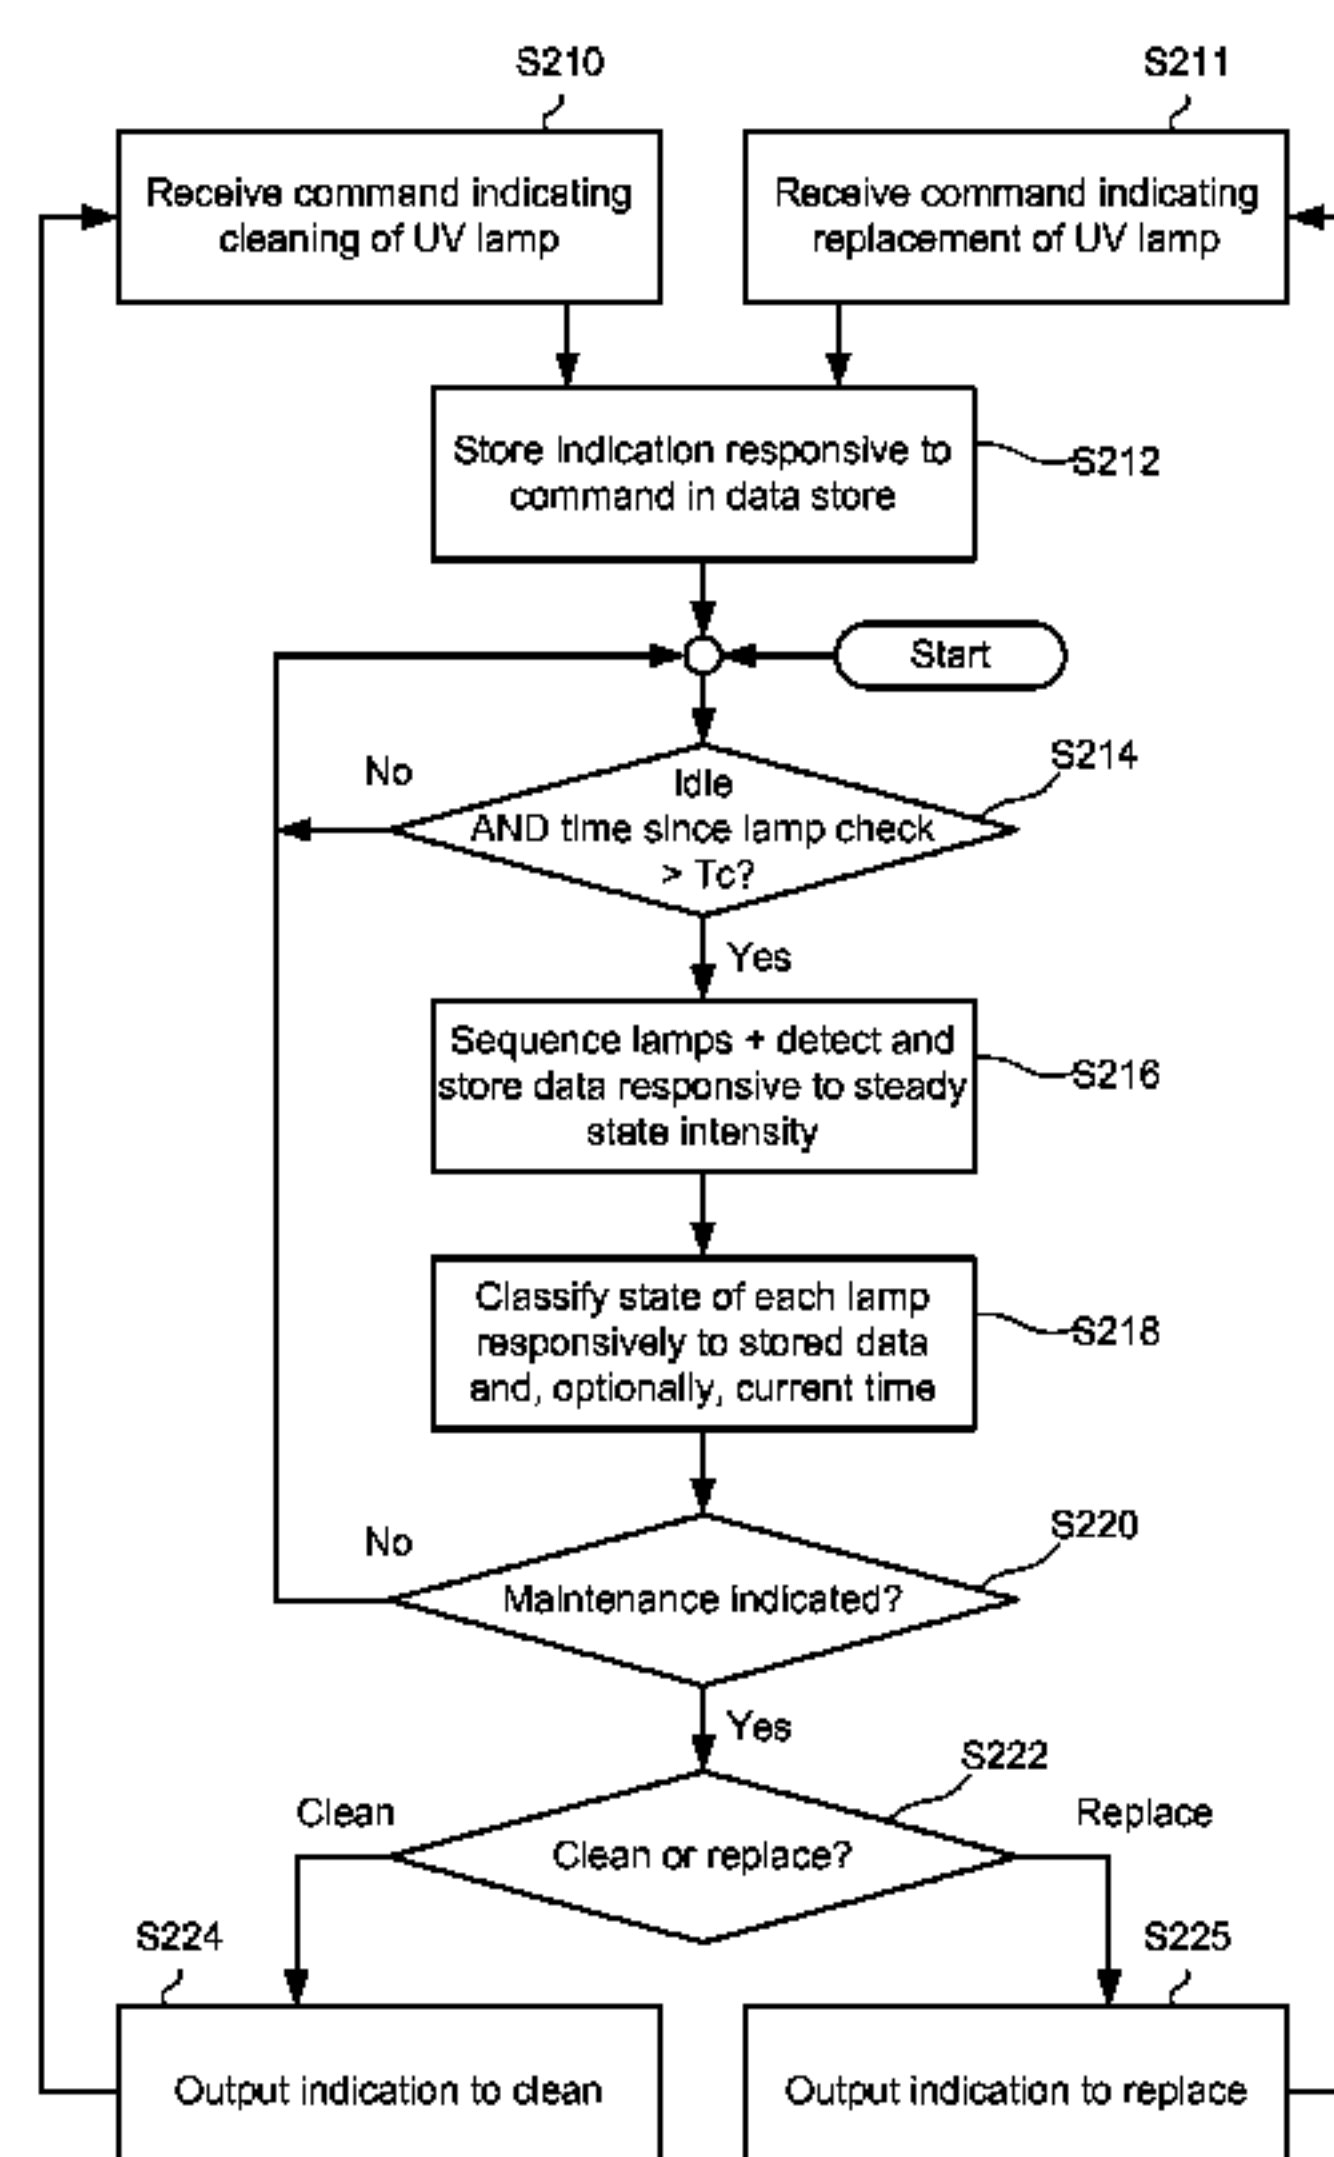 S210
S211
Receive command indicating
cleaning of UV lamp
Receive command indicating
replacement of UV lamp
Store indication responsive to
command in data store
S212
Start
S214
No
Idle
AND time since lamp check
> Tc?
Yes
Sequence lamps + detect and
store data responsive to steady
state intensity
S216
Classify state of each lamp
responsively to stored data
and, optionally, current time
S218
S220
No
Maintenance indicated?
Yes
S222
Clean
Replace
Clean or replace?
S224
S225
Output indication to clean
Output indication to replace